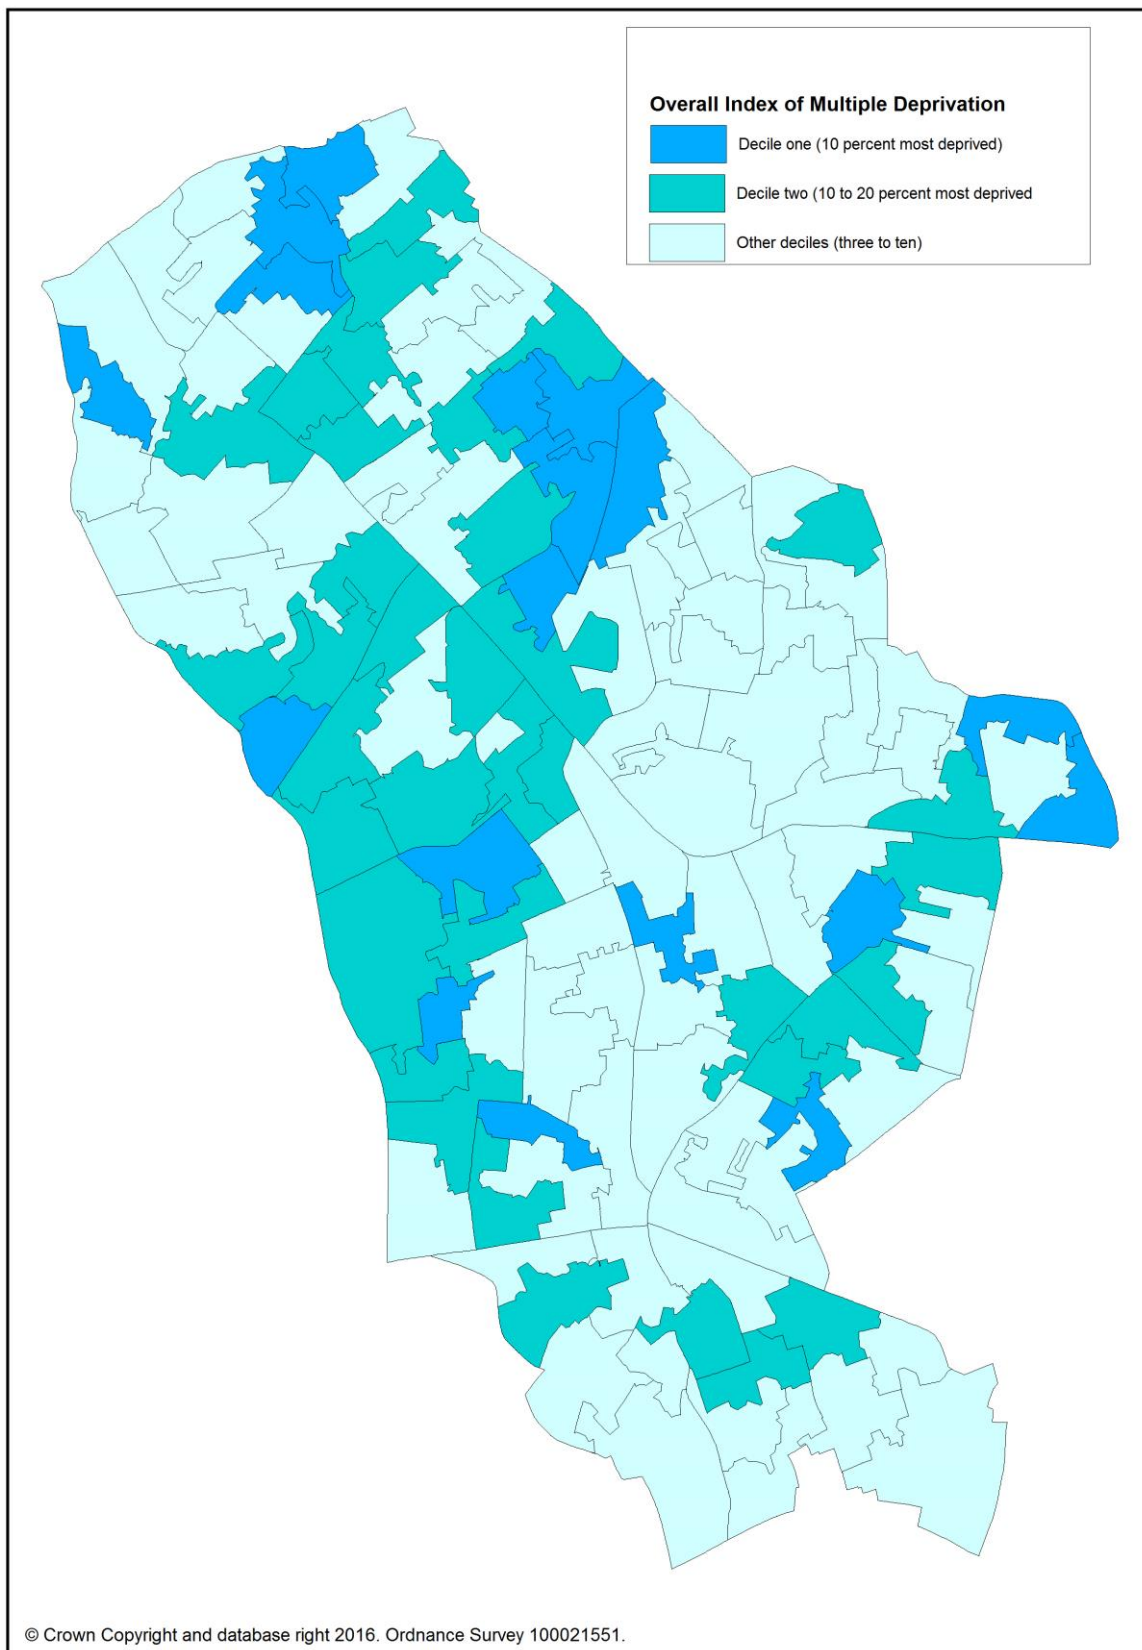 Overall Index of Multiple Deprivation
Decile one (10 percent most deprived)
Decile two (10 to 20 percent most deprived
Other deciles (three to ten)
© Crown Copyright and database right 2016. Ordnance Survey 100021551.